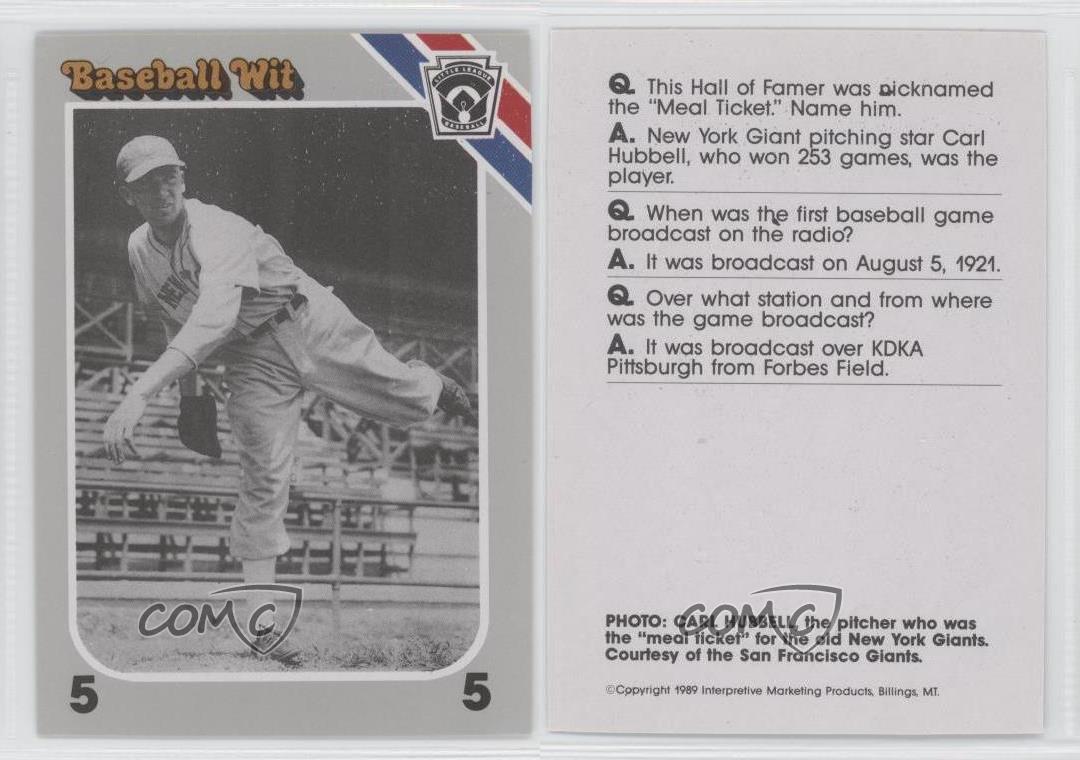 Baseball Wit
LITTLE LEAGUE
BASEBALL
NEW
COMC
5
5
Q. This Hall of Famer was nicknamed
the "Meal Ticket." Name him.
A. New York Giant pitching star Carl
Hubbell, who won 253 games, was the
player.
Q. When was the first baseball game
broadcast on the radio?
A. It was broadcast on August 5, 1921.
Q. Over what station and from where
was the game broadcast?
A. It was broadcast over KDKA
Pittsburgh from Forbes Field.
COMC
PHOTO: CARL HUBBELL, the pitcher who was
the "meal ticket" for the old New York Giants.
Courtesy of the San Francisco Giants.
©Copyright 1989 Interpretive Marketing Products, Billings, MT.